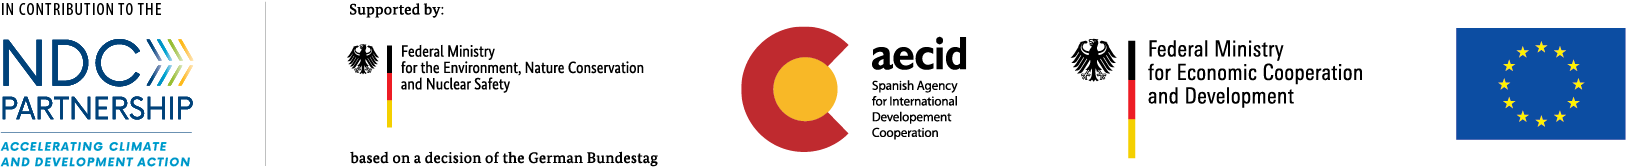 IN CONTRIBUTION TO THE
NDC
PARTNERSHIP
ACCELERATING CLIMATE
AND DEVELOPMENT ACTION
Supported by:
Federal Ministry
for the Environment, Nature Conservation
and Nuclear Safety
based on a decision of the German Bundestag
aecid
Spanish Agency
for International
Developement
Cooperation
Federal Ministry
for Economic Cooperation
and Development